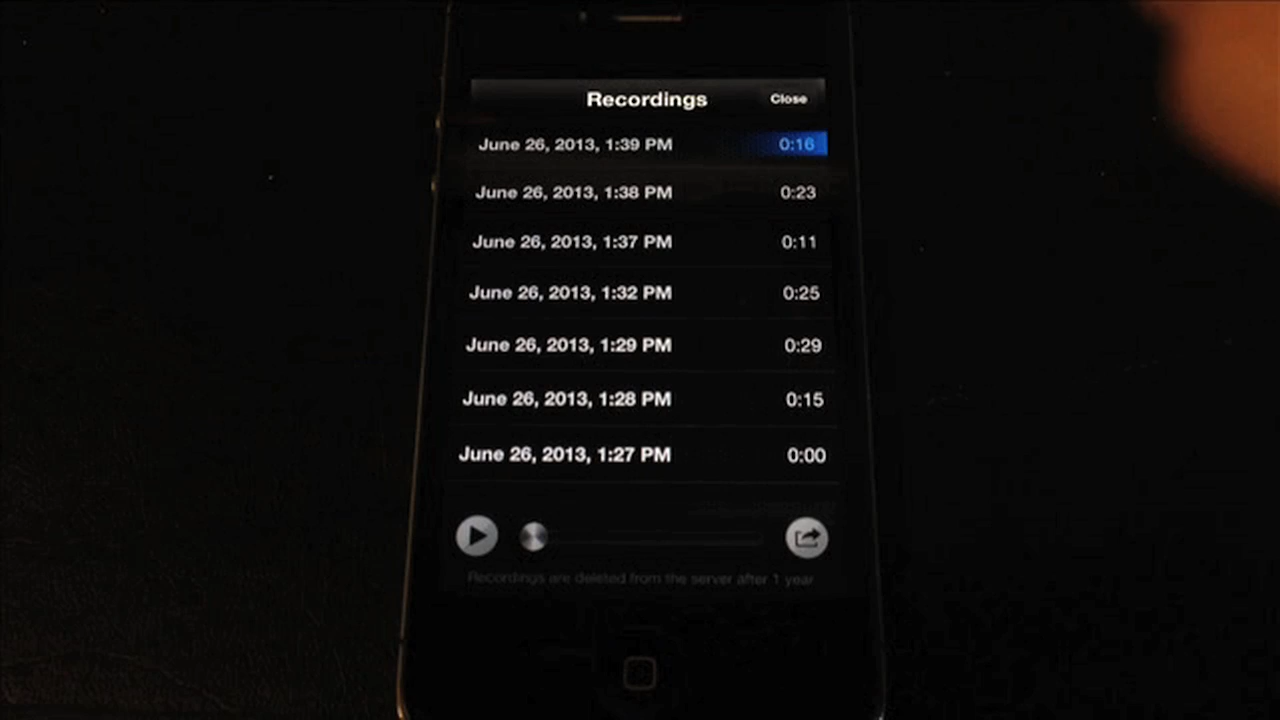 Recordings Close
June 26, 2013, 1:39 PM 0:16
June 26, 2013, 1:38 PM 0:23
June 26, 2013, 1:37 PM 0:11
June 26, 2013, 1:32 PM 0:25
June 26, 2013, 1:29 PM 0:29
June 26, 2013, 1:28 PM 0:15
June 26, 2013, 1:27 PM 0:00
Recordings are deleted from the server after 1 year